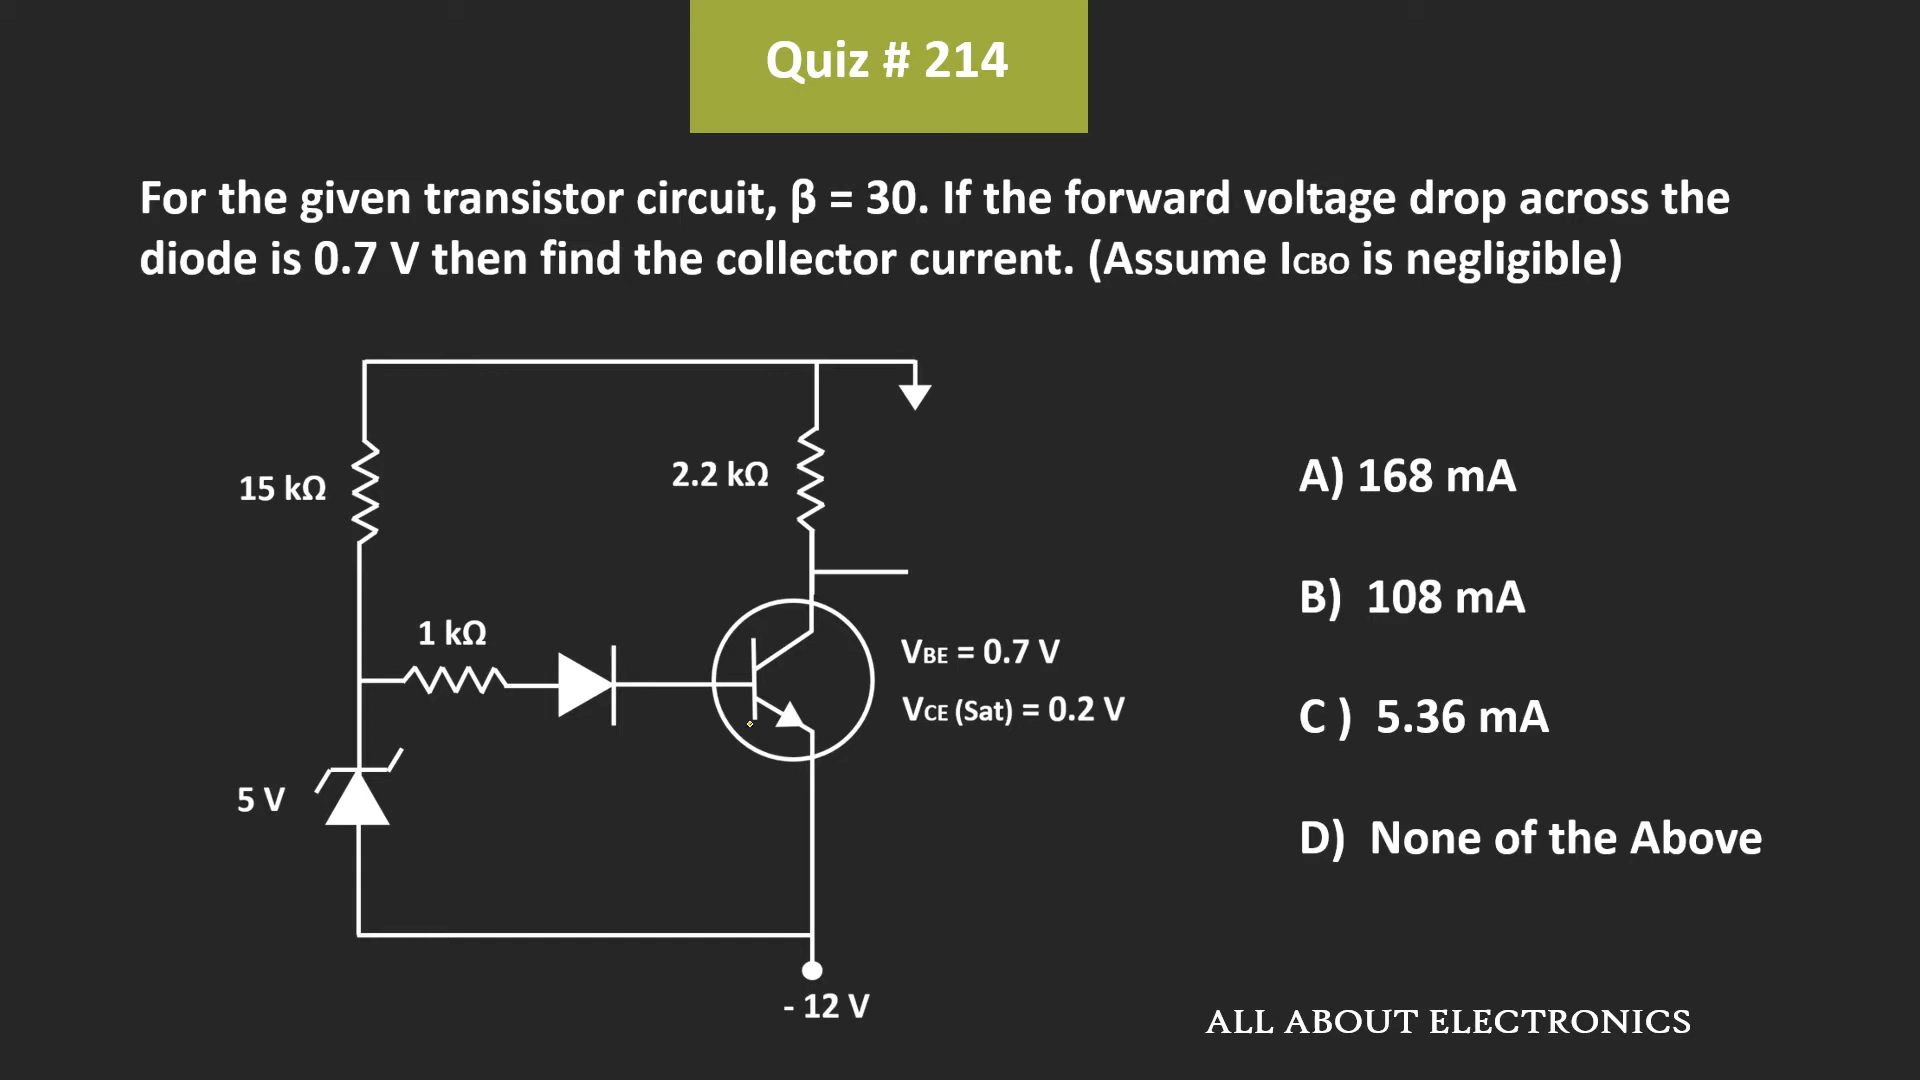 Quiz # 214
For the given transistor circuit, β = 30. If the forward voltage drop across the
diode is 0.7 V then find the collector current. (Assume ICBO is negligible)
15 kΩ
2.2 kΩ
A) 168 mA
B) 108 mA
1 kΩ
VBE = 0.7 V
VCE (Sat) = 0.2 V
C ) 5.36 mA
5 V
D) None of the Above
- 12 V
ALL ABOUT ELECTRONICS